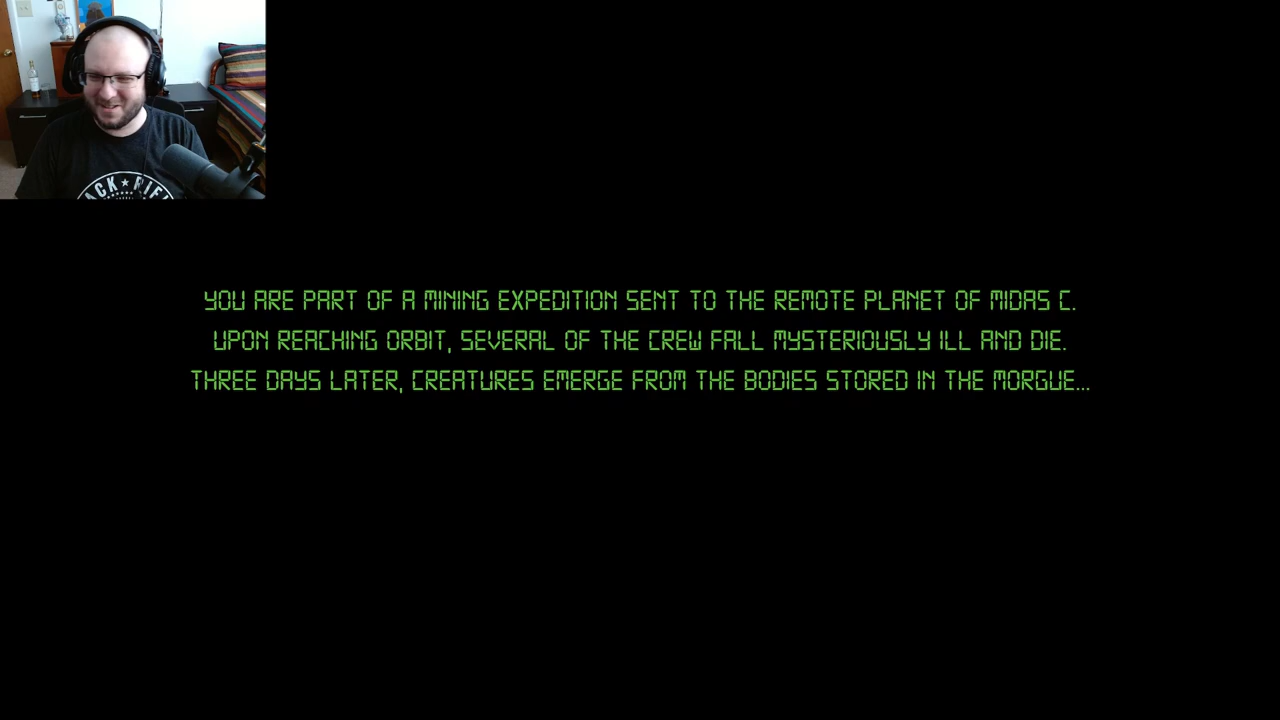 YOU ARE PART OF A MINING EXPEDITION SENT TO THE REMOTE PLANET OF MIDAS C.
UPON REACHING ORBIT, SEVERAL OF THE CREW FALL MYSTERIOUSLY ILL AND DIE.
THREE DAYS LATER, CREATURES EMERGE FROM THE BODIES STORED IN THE MORGUE...